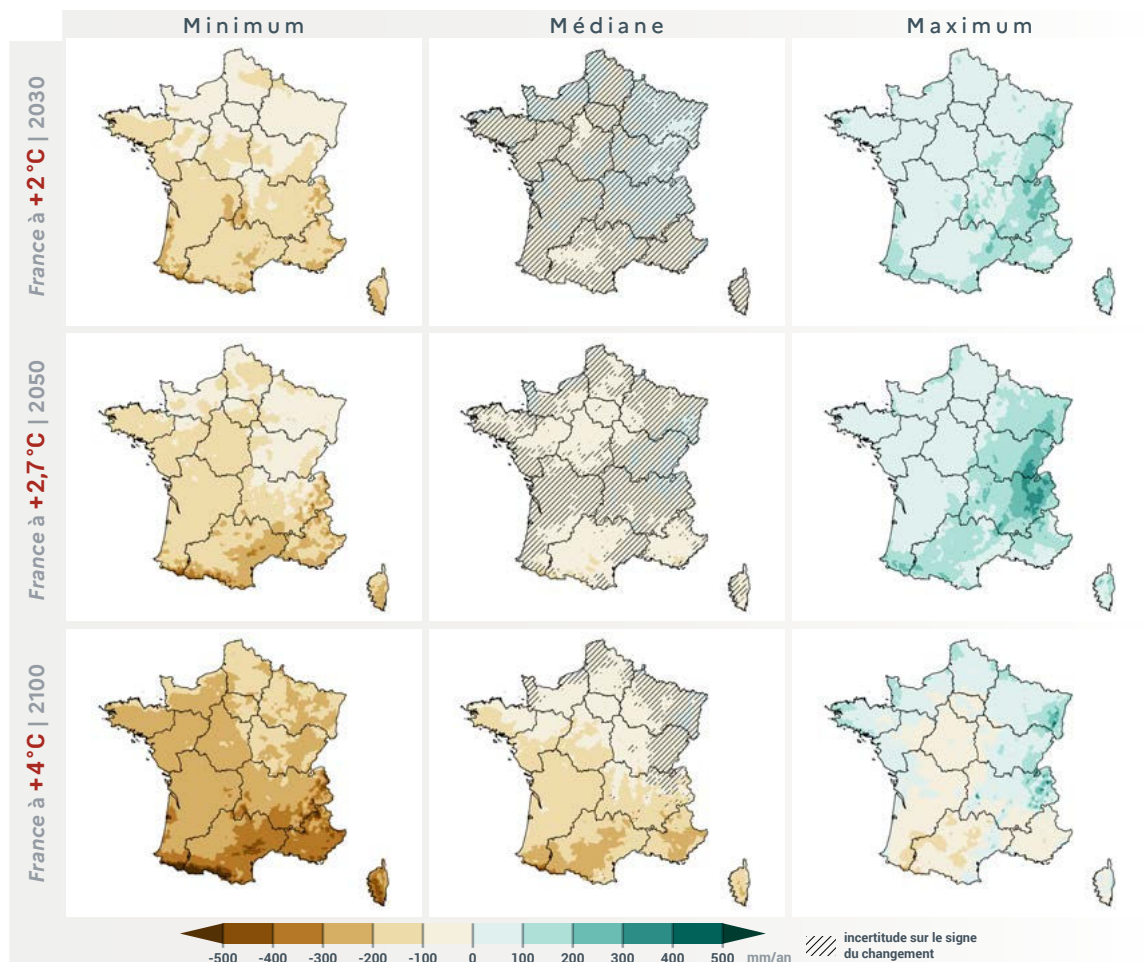 Minimum Médiane Maximum
France à +2°C | 2030
France à +2,7°C | 2050
France à +4°C | 2100
-500 -400 -300 -200 -100 0 100 200 300 400 500 mm/an
incertitude sur le signe
du changement